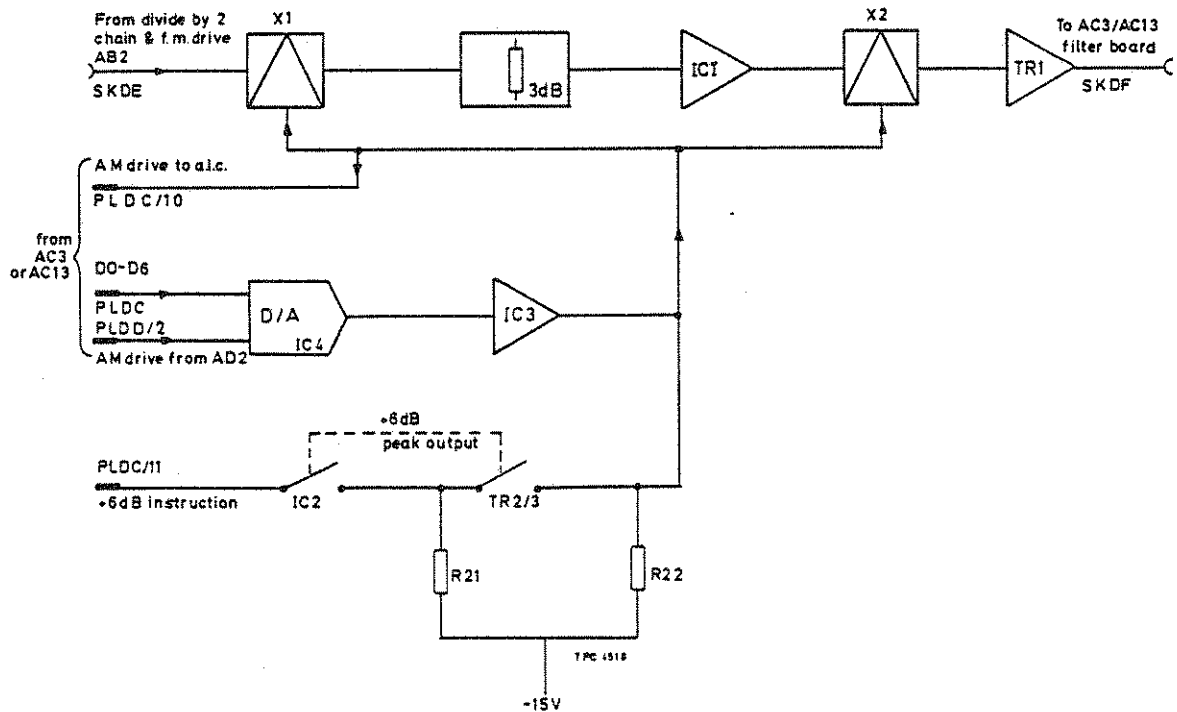 From divide by 2
chain & f.m.drive
AB2
SKDE
X1
3dB
IC1
X2
TR1
To AC3/AC13
filter board
SKDF
AM drive to a.l.c.
PLDC/10
from
AC3
or AC13
D0-D6
PLDC
PLDD/2
AM drive from AD2
D/A
IC4
IC3
+6dB
peak output
PLDC/11
+6dB instruction
IC2
TR2/3
R21
R22
TPC 4518
-15V